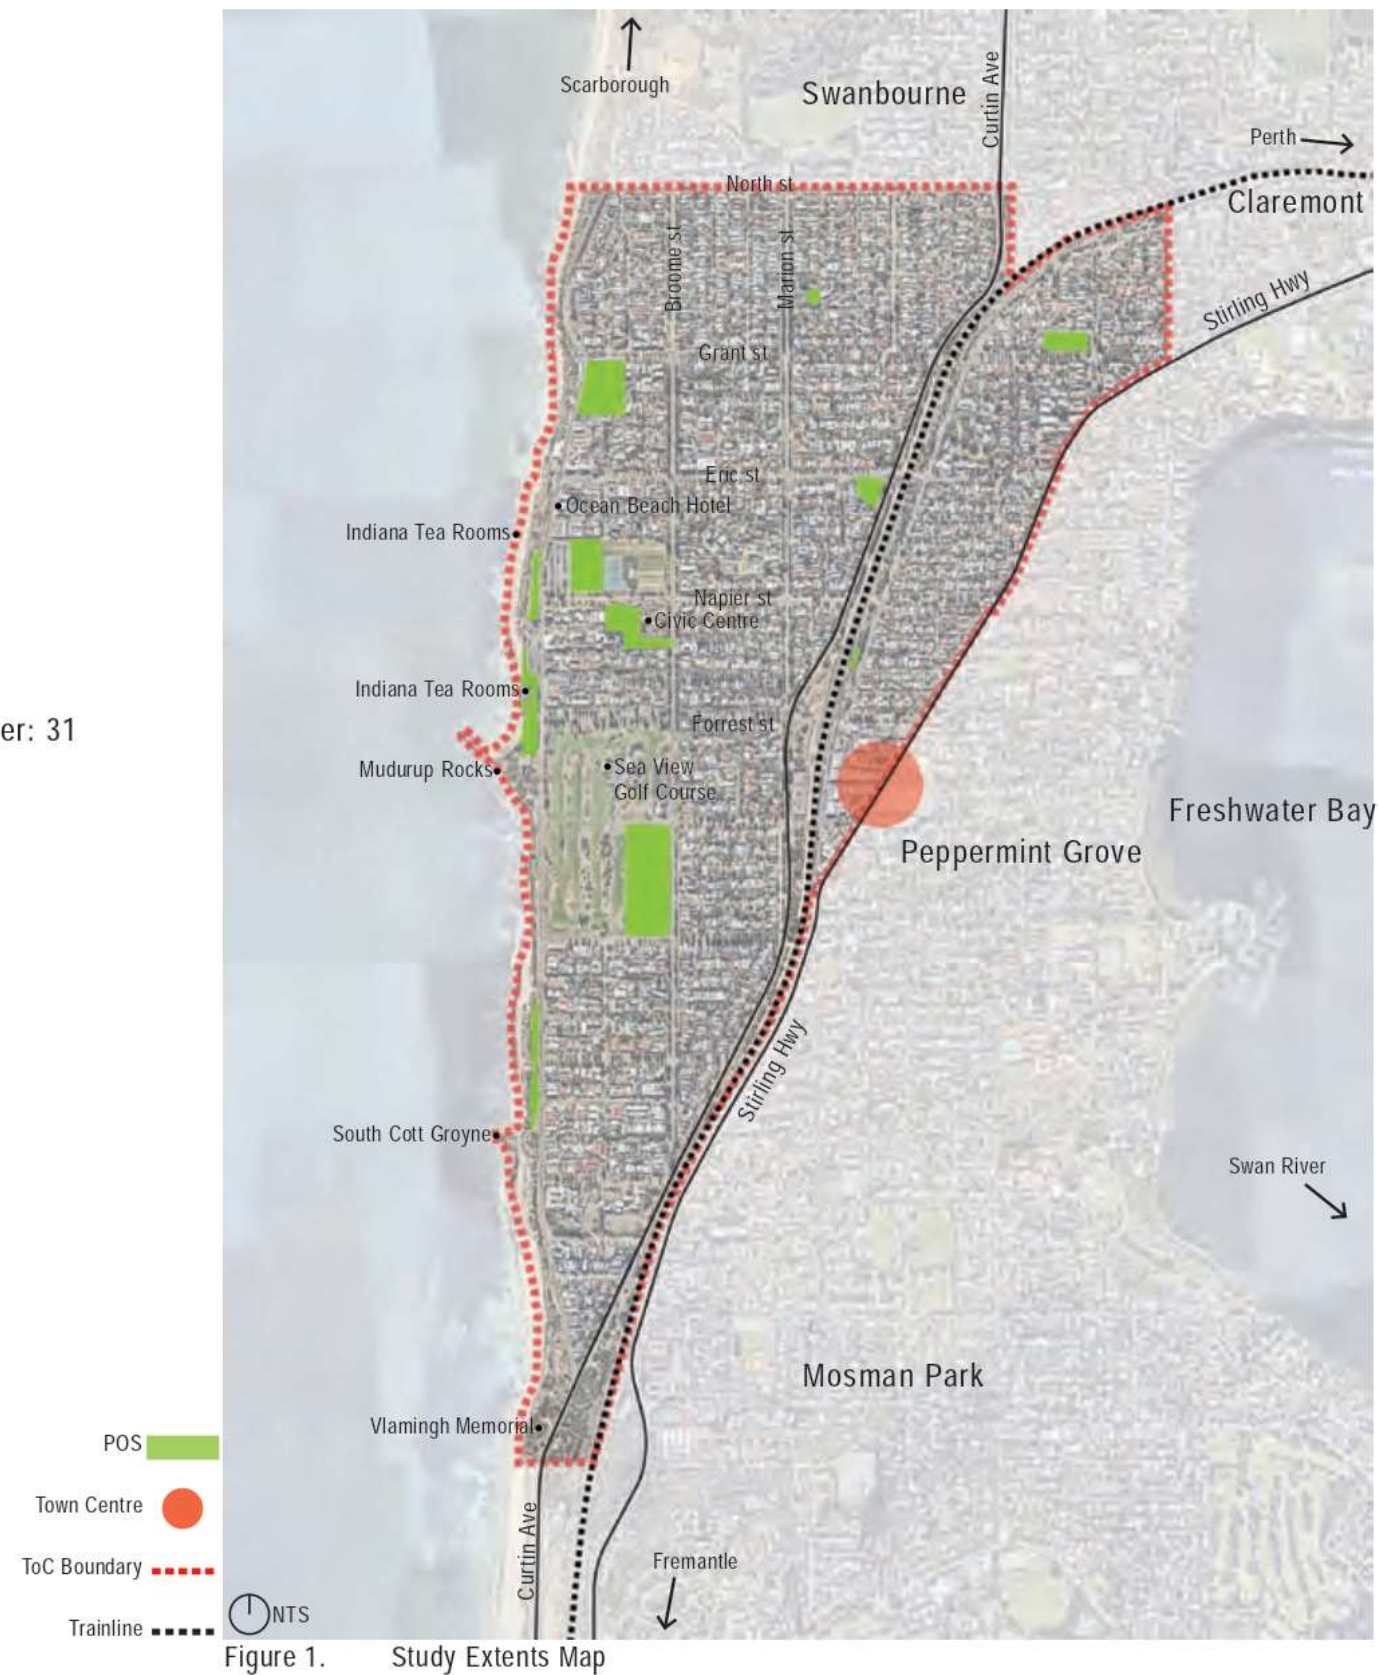 Scarborough
Swanbourne
Curtin Ave
Perth
Claremont
North st
Broome st
Marion st
Stirling Hwy
Grant st
Eric st
Ocean Beach Hotel
Indiana Tea Rooms
Napier st
Civic Centre
Indiana Tea Rooms
Forrest st
er: 31
Mudurup Rocks
Sea View
Golf Course
Freshwater Bay
Peppermint Grove
Stirling Hwy
South Cott Groyne
Swan River
Mosman Park
Vlamingh Memorial
POS
Town Centre
Curtin Ave
Fremantle
ToC Boundary
NTS
Trainline
Figure 1. Study Extents Map